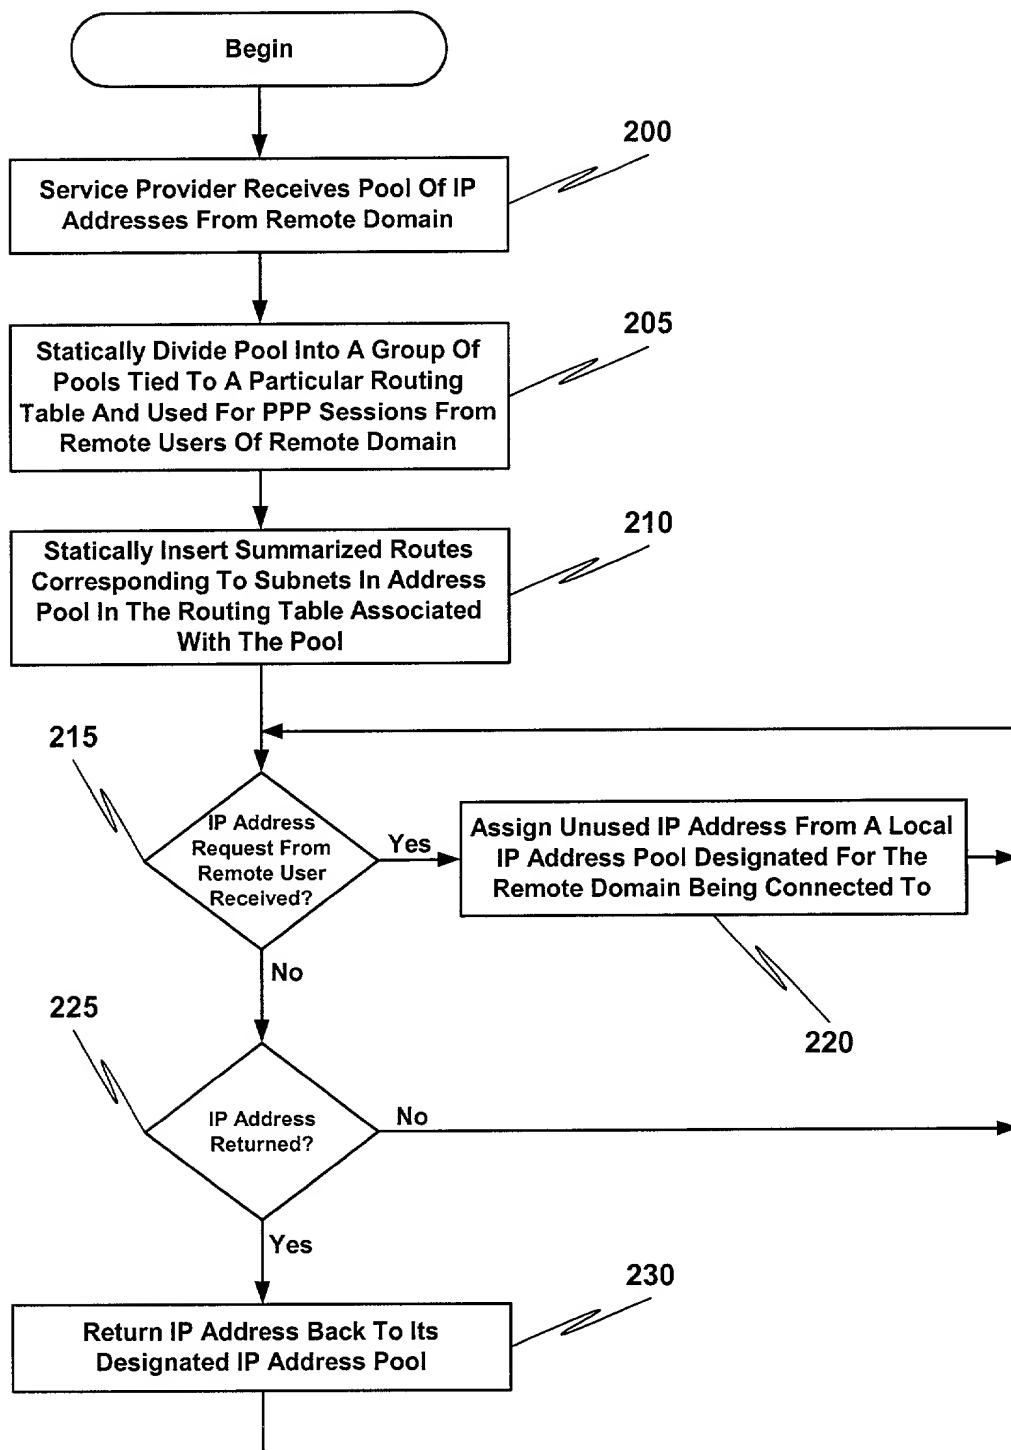 Begin
200
Service Provider Receives Pool Of IP
Addresses From Remote Domain
205
Statically Divide Pool Into A Group Of
Pools Tied To A Particular Routing
Table And Used For PPP Sessions From
Remote Users Of Remote Domain
210
Statically Insert Summarized Routes
Corresponding To Subnets In Address
Pool In The Routing Table Associated
With The Pool
215
IP Address
Request From
Remote User
Received?
Yes
Assign Unused IP Address From A Local
IP Address Pool Designated For The
Remote Domain Being Connected To
No
220
225
IP Address
Returned?
No
Yes
230
Return IP Address Back To Its
Designated IP Address Pool